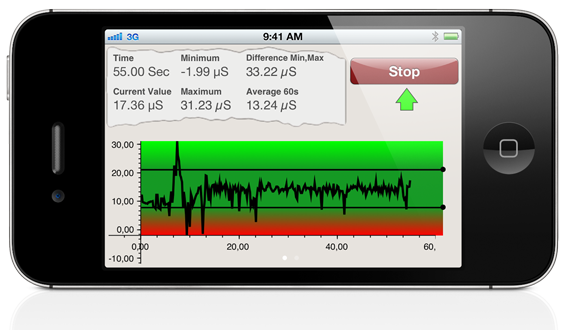 3G 9:41 AM
Time Minimum Difference Min,Max
55.00 Sec -1.99 µS 33.22 µS
Current Value Maximum Average 60s
17.36 µS 31.23 µS 13.24 µS
Stop
30,00
20,00
10,00
0,00
-10,00
0,00 20,00 40,00 60,